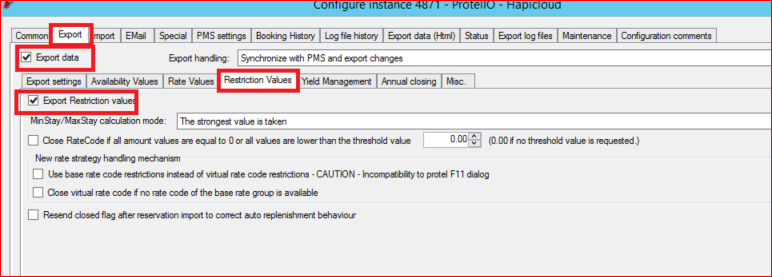 Configure instance 4871 - ProtelIO - Hapicloud
Common Export Import EMail Special PMS settings Booking History Log file history Export data (Html) Status Export log files Maintenance Configuration comments
Export data Export handling: Synchronize with PMS and export changes
Export settings Availability Values Rate Values Restriction Values Yield Management Annual closing Misc.
Export Restriction values
MinStay/MaxStay calculation mode: The strongest value is taken
Close RateCode if all amount values are equal to 0 or all values are lower than the threshold value 0.00 (0.00 if no threshold value is requested.)
New rate strategy handling mechanism
Use base rate code restrictions instead of virtual rate code restrictions - CAUTION - Incompatibility to protel F11 dialog
Close virtual rate code if no rate code of the base rate group is available
Resend closed flag after reservation import to correct auto replenishment behaviour